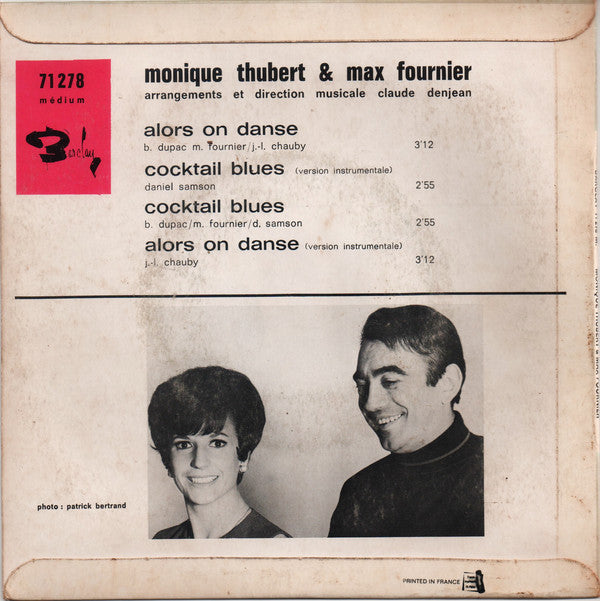 71278
médium
Barclay
monique thubert & max fournier
arrangements et direction musicale claude denjean
alors on danse
b. dupac m. fournier/j.-l. chauby 3'12
cocktail blues (version instrumentale)
daniel samson 2'55
cocktail blues
b. dupac/m. fournier/d. samson 2'55
alors on danse (version instrumentale)
j.-l. chauby 3'12
photo : patrick bertrand
PRINTED IN FRANCE